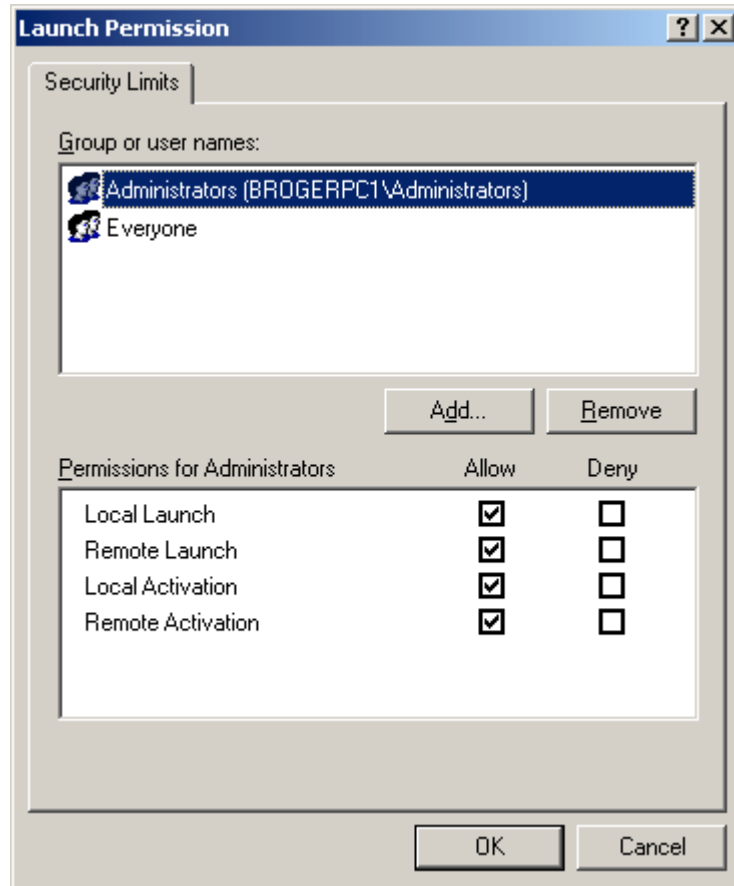 Launch Permission
Security Limits
Group or user names:
Administrators (BROGERPC1\Administrators)
Everyone
Add... Remove
Permissions for Administrators Allow Deny
Local Launch
Remote Launch
Local Activation
Remote Activation
OK Cancel